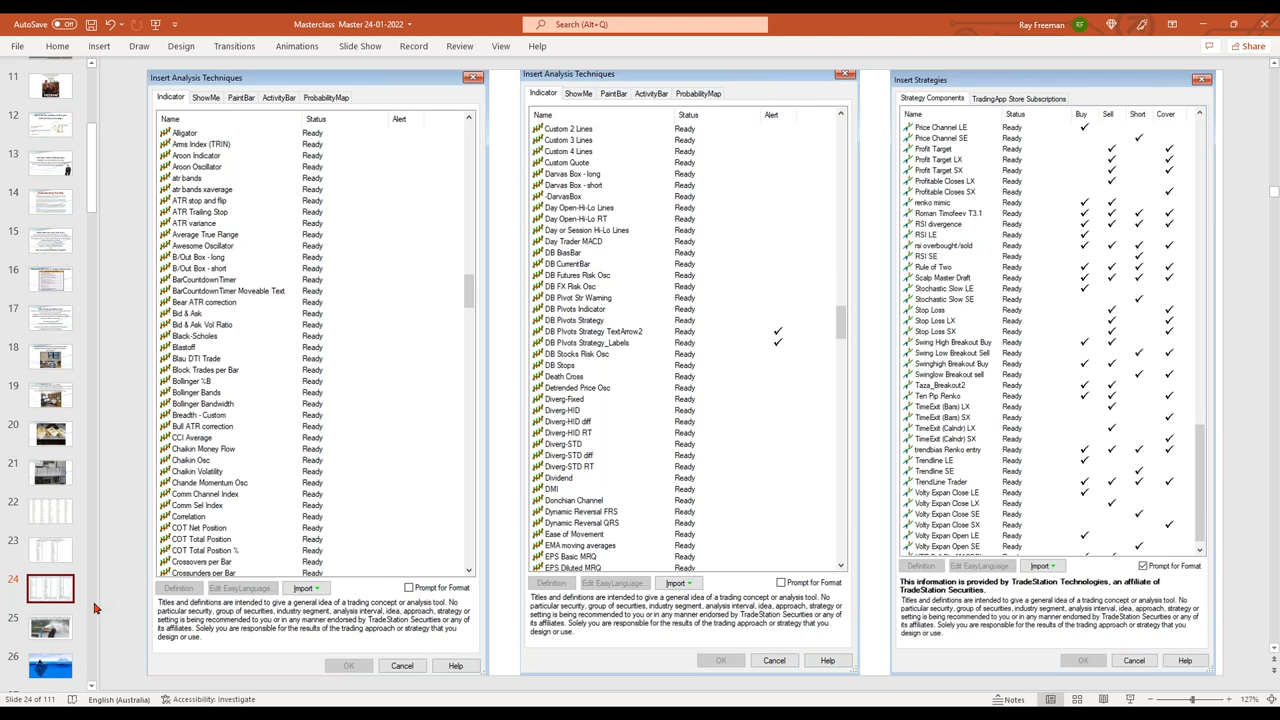 AutoSave Off
Masterclass Master 24-01-2022
Search (Alt+Q)
Ray Freeman RF
File Home Insert Draw Design Transitions Animations Slide Show Record Review View Help Share
11
12
13
14
15
16
17
18
19
20
21
22
23
24
25
26
Insert Analysis Techniques
Indicator ShowMe PaintBar ActivityBar ProbabilityMap
Name Status Alert
Alligator Ready
Arms Index (TRIN) Ready
Aroon Indicator Ready
Aroon Oscillator Ready
atr bands Ready
atr bands xaverage Ready
ATR stop and flip Ready
ATR Trailing Stop Ready
ATR variance Ready
Average True Range Ready
Awesome Oscillator Ready
B/Out Box - long Ready
B/Out Box - short Ready
BarCountdownTimer Ready
BarCountdownTimer Moveable Text Ready
Bear ATR correction Ready
Bid & Ask Ready
Bid & Ask Vol Ratio Ready
Black-Scholes Ready
Blastoff Ready
Blau DTI Trade Ready
Block Trades per Bar Ready
Bollinger %B Ready
Bollinger Bands Ready
Bollinger Bandwidth Ready
Breadth - Custom Ready
Bull ATR correction Ready
CCI Average Ready
Chaikin Money Flow Ready
Chaikin Osc Ready
Chaikin Volatility Ready
Chande Momentum Osc Ready
Comm Channel Index Ready
Comm Sel Index Ready
Correlation Ready
COT Net Position Ready
COT Total Position Ready
COT Total Position % Ready
Crossovers per Bar Ready
Crossunders per Bar Ready
Definition Edit EasyLanguage... Import Prompt for Format
Titles and definitions are intended to give a general idea of a trading concept or analysis tool. No
particular security, group of securities, industry segment, analysis interval, idea, approach, strategy or
setting is being recommended to you or in any manner endorsed by TradeStation Securities or any of
its affiliates. Solely you are responsible for the results of the trading approach or strategy that you
design or use.
OK Cancel Help
Insert Analysis Techniques
Indicator ShowMe PaintBar ActivityBar ProbabilityMap
Name Status Alert
Custom 2 Lines Ready
Custom 3 Lines Ready
Custom 4 Lines Ready
Custom Quote Ready
Darvas Box - long Ready
Darvas Box - short Ready
-DarvasBox Ready
Day Open-Hi-Lo Lines Ready
Day Open-Hi-Lo RT Ready
Day or Session Hi-Lo Lines Ready
Day Trader MACD Ready
DB BiasBar Ready
DB CurrentBar Ready
DB Futures Risk Osc Ready
DB FX Risk Osc Ready
DB Pivot Str Warning Ready
DB Pivots Indicator Ready
DB Pivots Strategy Ready
DB PIvots Strategy TextArrow2 Ready ✓
DB PIvots Strategy_Labels Ready ✓
DB Stocks Risk Osc Ready
DB Stops Ready
Death Cross Ready
Detrended Price Osc Ready
Diverg-Fixed Ready
Diverg-HID Ready
Diverg-HID diff Ready
Diverg-HID RT Ready
Diverg-STD Ready
Diverg-STD diff Ready
Diverg-STD RT Ready
Dividend Ready
DMI Ready
Donchian Channel Ready
Dynamic Reversal FRS Ready
Dynamic Reversal QRS Ready
Ease of Movement Ready
EMA moving averages Ready
EPS Basic MRQ Ready
EPS Diluted MRQ Ready
Definition Edit EasyLanguage... Import Prompt for Format
Titles and definitions are intended to give a general idea of a trading concept or analysis tool. No
particular security, group of securities, industry segment, analysis interval, idea, approach, strategy or
setting is being recommended to you or in any manner endorsed by TradeStation Securities or any of
its affiliates. Solely you are responsible for the results of the trading approach or strategy that you
design or use.
OK Cancel Help
Insert Strategies
Strategy Components TradingApp Store Subscriptions
Name Status Buy Sell Short Cover
Price Channel LE Ready ✓
Price Channel SE Ready ✓
Profit Target Ready ✓ ✓
Profit Target LX Ready ✓
Profit Target SX Ready ✓
Profitable Closes LX Ready ✓
Profitable Closes SX Ready ✓
renko mimic Ready ✓ ✓
Roman Timofeev T3.1 Ready ✓ ✓ ✓ ✓
RSI divergence Ready ✓ ✓ ✓ ✓
RSI LE Ready ✓
rsi overbought/sold Ready ✓ ✓ ✓ ✓
RSI SE Ready ✓
Rule of Two Ready ✓ ✓ ✓ ✓
Scalp Master Draft Ready ✓ ✓ ✓ ✓
Stochastic Slow LE Ready ✓
Stochastic Slow SE Ready ✓
Stop Loss Ready ✓ ✓
Stop Loss LX Ready ✓
Stop Loss SX Ready ✓
Swing High Breakout Buy Ready ✓ ✓
Swing Low Breakout Sell Ready ✓ ✓
Swinghigh Breakout Buy Ready ✓ ✓
Swinglow Breakout sell Ready ✓ ✓
Taza_Breakout2 Ready ✓ ✓
Ten Pip Renko Ready ✓ ✓ ✓ ✓
TimeExit (Bars) LX Ready ✓
TimeExit (Bars) SX Ready ✓
TimeExit (Calndr) LX Ready ✓
TimeExit (Calndr) SX Ready ✓
trendbias Renko entry Ready ✓ ✓ ✓ ✓
Trendline LE Ready ✓
Trendline SE Ready ✓
TrendLine Trader Ready ✓ ✓ ✓ ✓
Volty Expan Close LE Ready ✓
Volty Expan Close LX Ready ✓
Volty Expan Close SE Ready ✓
Volty Expan Close SX Ready ✓
Volty Expan Open LE Ready ✓
Volty Expan Open SE Ready ✓
Definition Edit EasyLanguage... Import Prompt for Format
This information is provided by TradeStation Technologies, an affiliate of
TradeStation Securities.
Titles and definitions are intended to give a general idea of a trading concept or analysis tool. No
particular security, group of securities, industry segment, analysis interval, idea, approach, strategy or
setting is being recommended to you or in any manner endorsed by TradeStation Securities or any of
its affiliates. Solely you are responsible for the results of the trading approach or strategy that you
design or use.
OK Cancel Help
Slide 24 of 111 English (Australia) Accessibility: Investigate Notes 127%